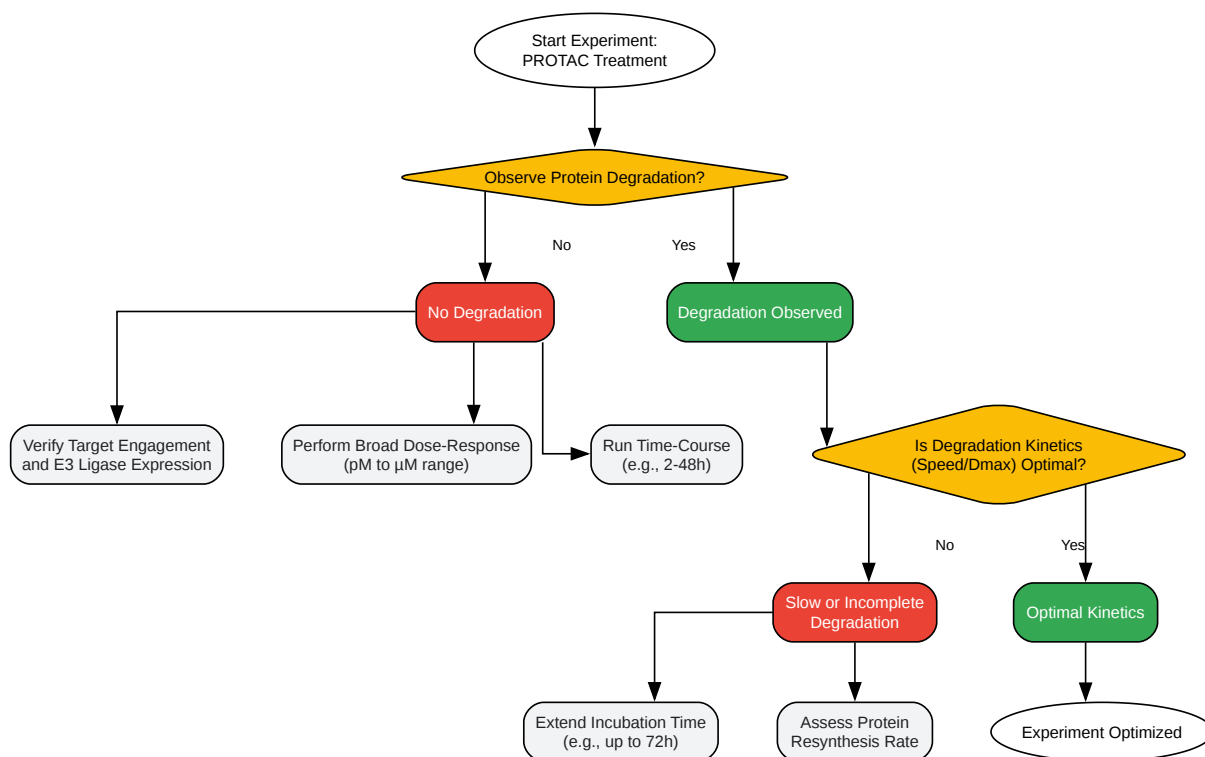 Start Experiment:
PROTAC Treatment
Observe Protein Degradation?
No
Yes
No Degradation
Degradation Observed
Verify Target Engagement
and E3 Ligase Expression
Perform Broad Dose-Response
(pM to µM range)
Run Time-Course
(e.g., 2-48h)
Is Degradation Kinetics
(Speed/Dmax) Optimal?
No
Yes
Slow or Incomplete
Degradation
Optimal Kinetics
Extend Incubation Time
(e.g., up to 72h)
Assess Protein
Resynthesis Rate
Experiment Optimized